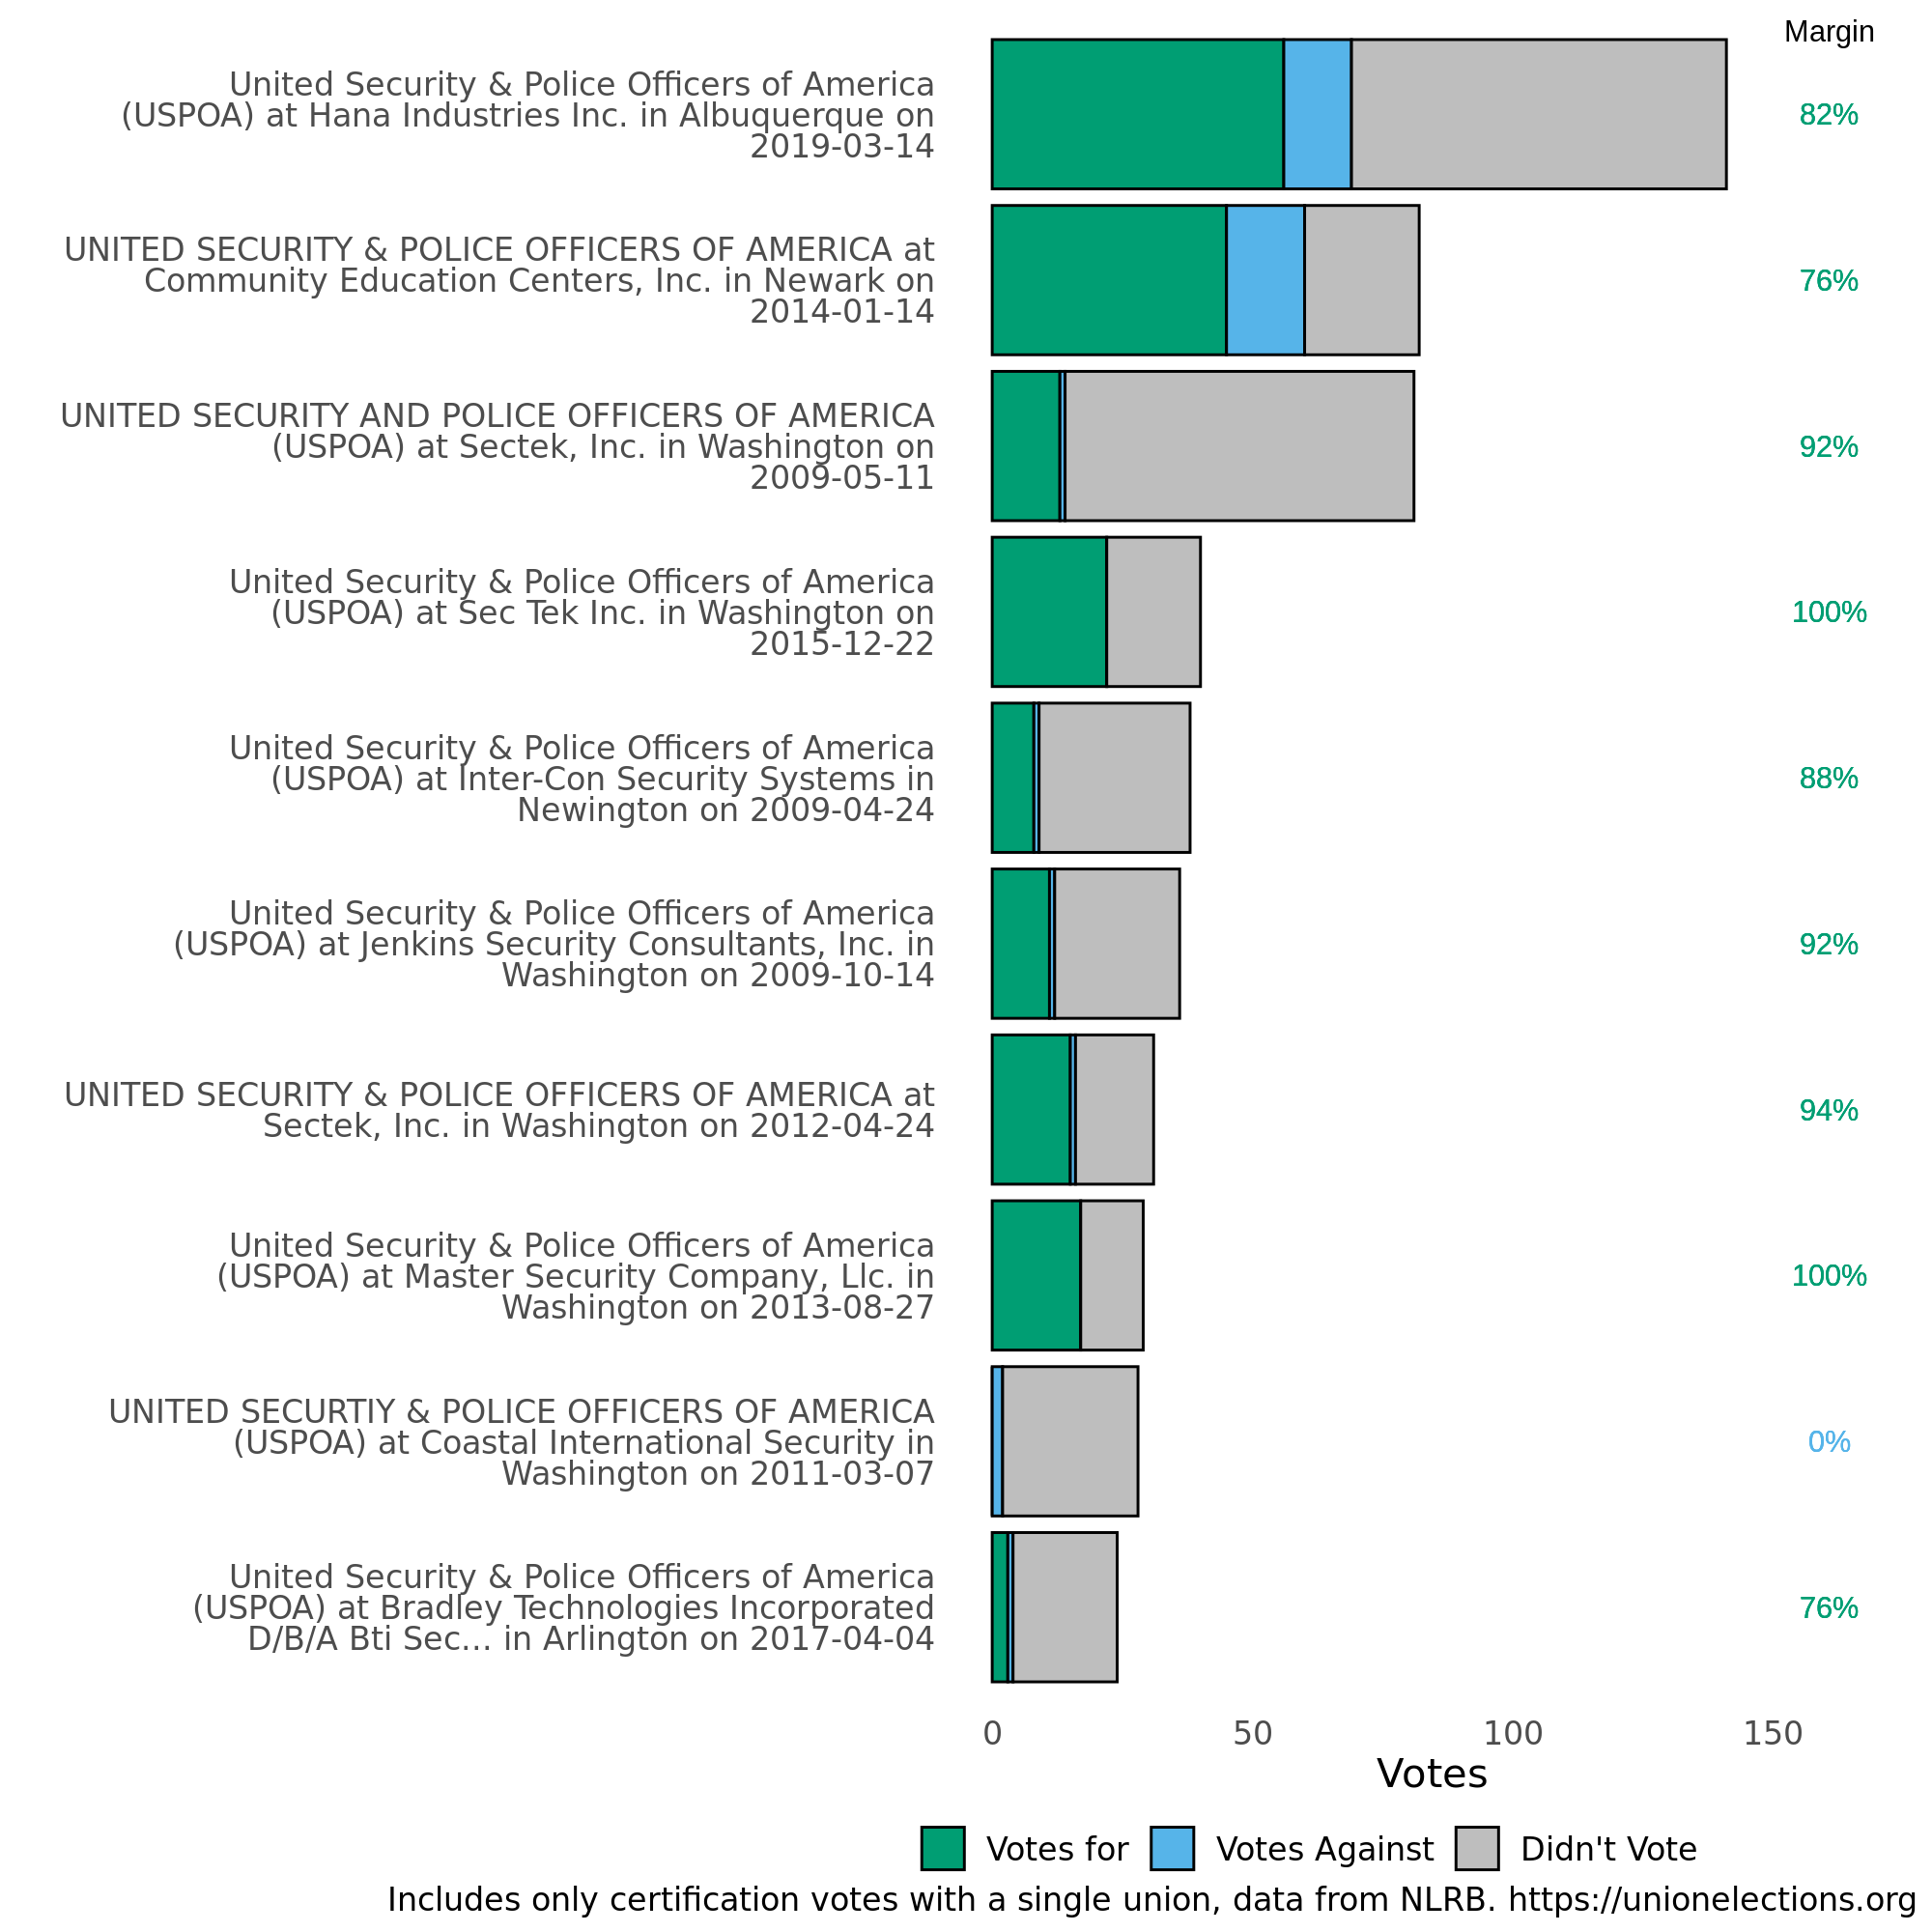 Margin
United Security & Police Officers of America
(USPOA) at Hana Industries Inc. in Albuquerque on
2019-03-14
82%
UNITED SECURITY & POLICE OFFICERS OF AMERICA at
Community Education Centers, Inc. in Newark on
2014-01-14
76%
UNITED SECURITY AND POLICE OFFICERS OF AMERICA
(USPOA) at Sectek, Inc. in Washington on
2009-05-11
92%
United Security & Police Officers of America
(USPOA) at Sec Tek Inc. in Washington on
2015-12-22
100%
United Security & Police Officers of America
(USPOA) at Inter-Con Security Systems in
Newington on 2009-04-24
88%
United Security & Police Officers of America
(USPOA) at Jenkins Security Consultants, Inc. in
Washington on 2009-10-14
92%
UNITED SECURITY & POLICE OFFICERS OF AMERICA at
Sectek, Inc. in Washington on 2012-04-24
94%
United Security & Police Officers of America
(USPOA) at Master Security Company, Llc. in
Washington on 2013-08-27
100%
UNITED SECURTIY & POLICE OFFICERS OF AMERICA
(USPOA) at Coastal International Security in
Washington on 2011-03-07
0%
United Security & Police Officers of America
(USPOA) at Bradley Technologies Incorporated
D/B/A Bti Sec... in Arlington on 2017-04-04
76%
0 50 100 150
Votes
Votes for Votes Against Didn't Vote
Includes only certification votes with a single union, data from NLRB. https://unionelections.org